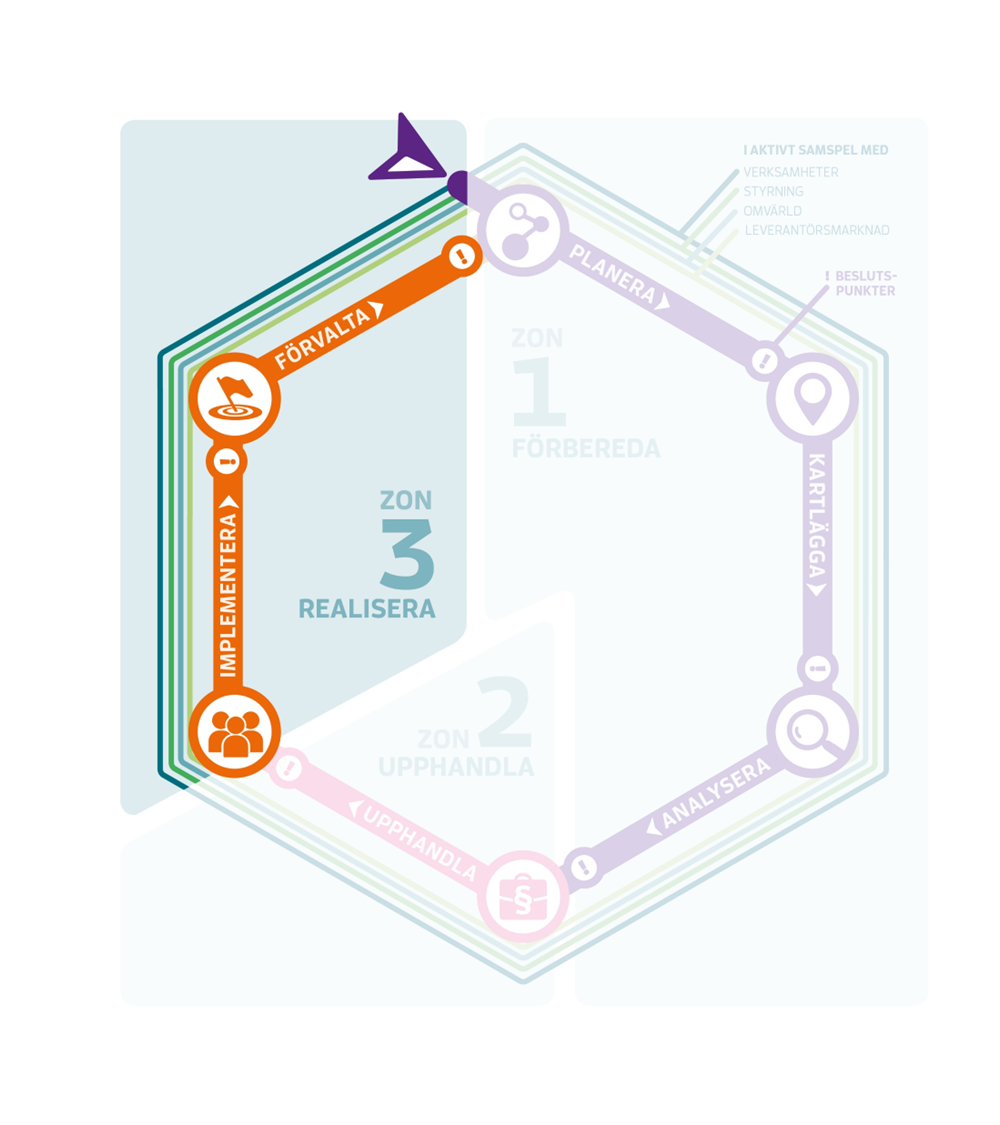 I AKTIVT SAMSPEL MED
VERKSAMHETER
STYRNING
OMVÄRLD
LEVERANTÖRSMARKNAD
! BESLUTS-
PUNKTER
PLANERA
!
ZON
1
FÖRBEREDA
KARTLÄGGA
!
ANALYSERA
!
§
UPPHANDLA
!
ZON 2
UPPHANDLA
IMPLEMENTERA
!
FÖRVALTA
!
ZON
3
REALISERA